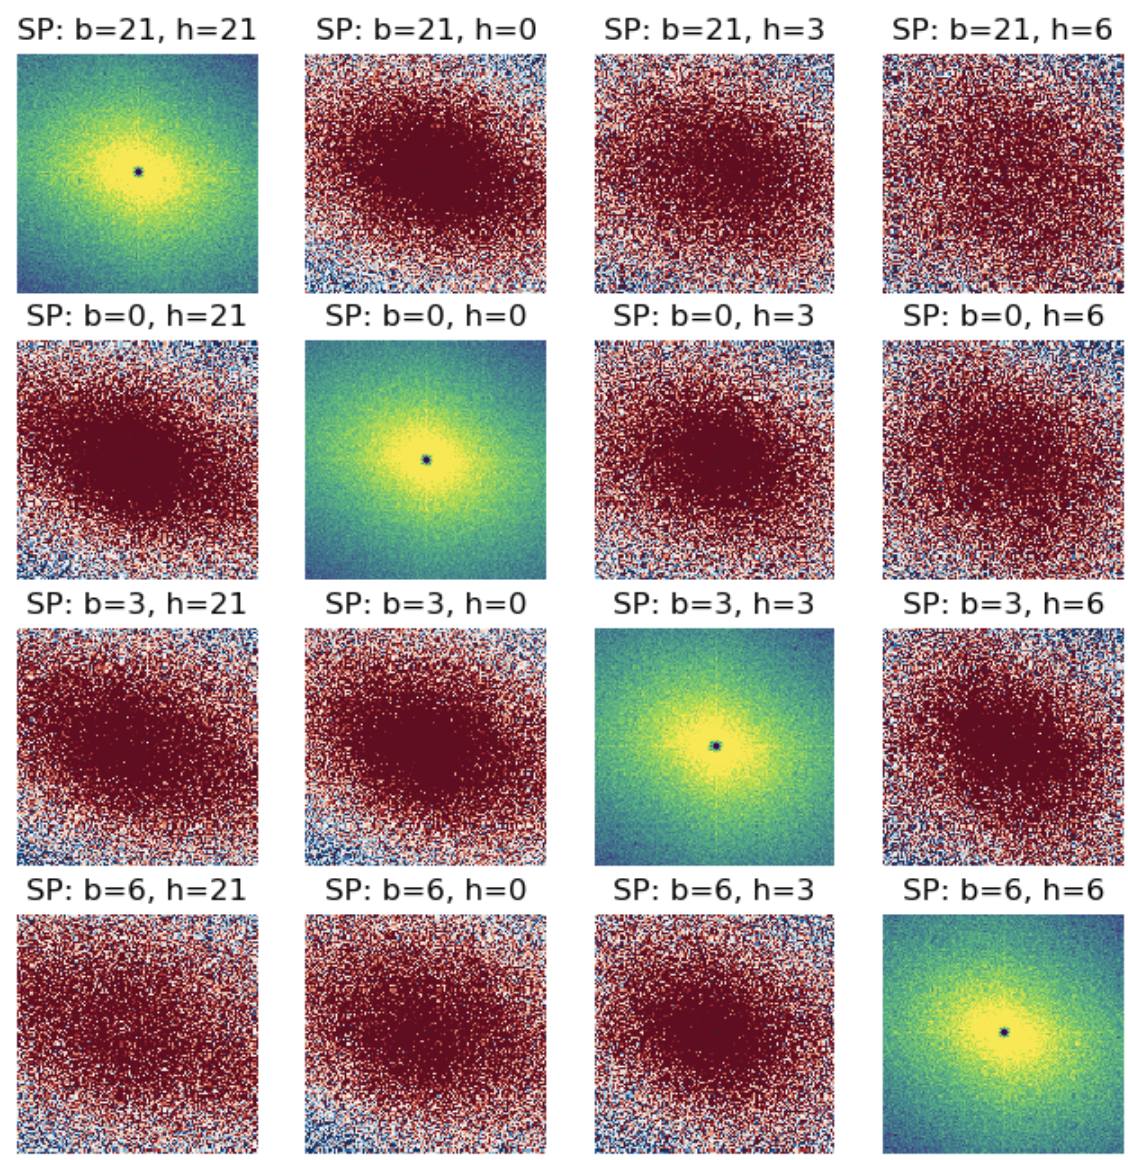 SP: b=21, h=21 SP: b=21, h=0 SP: b=21, h=3 SP: b=21, h=6
SP: b=0, h=21 SP: b=0, h=0 SP: b=0, h=3 SP: b=0, h=6
SP: b=3, h=21 SP: b=3, h=0 SP: b=3, h=3 SP: b=3, h=6
SP: b=6, h=21 SP: b=6, h=0 SP: b=6, h=3 SP: b=6, h=6